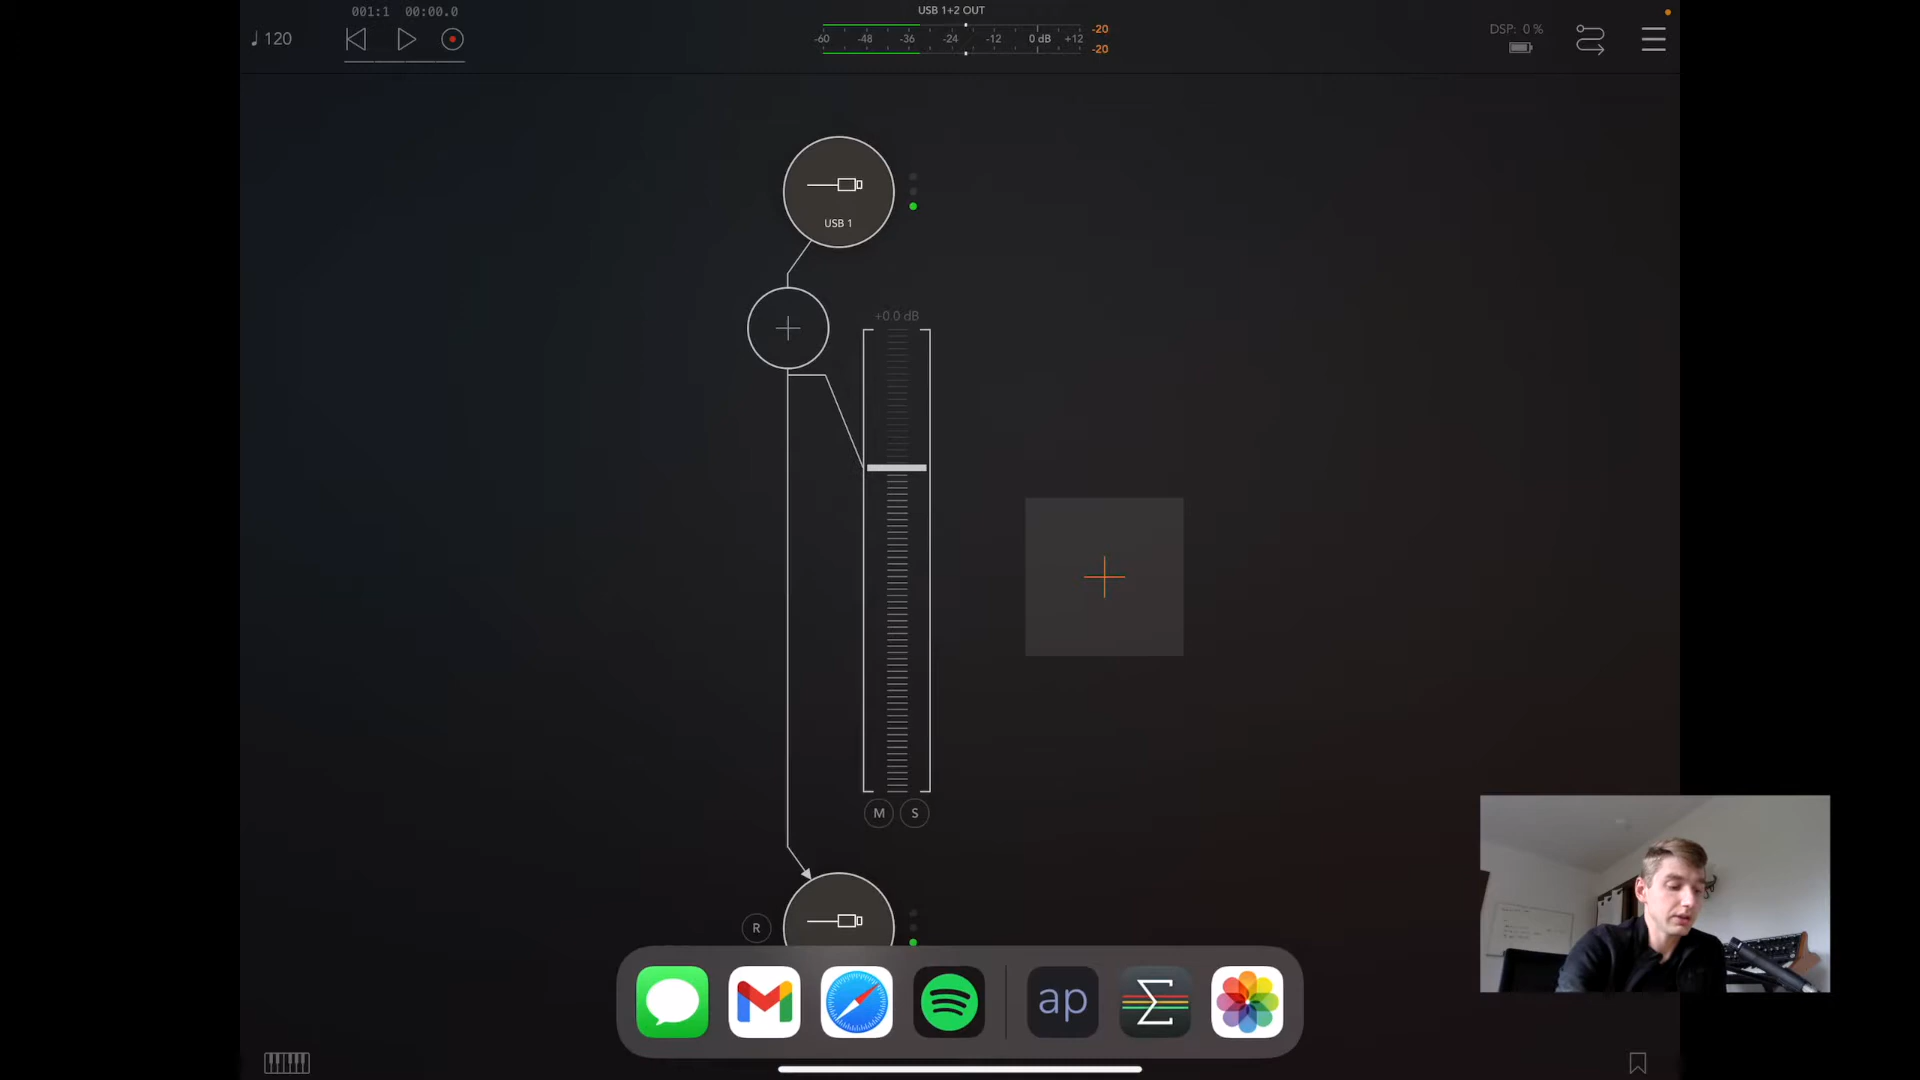 001:1 00:00.0
120
USB 1+2 OUT
-60 -48 -36 -24 -12 0 dB +12
-20
-20
DSP: 0 %
USB 1
+0.0 dB
M S
R
ap